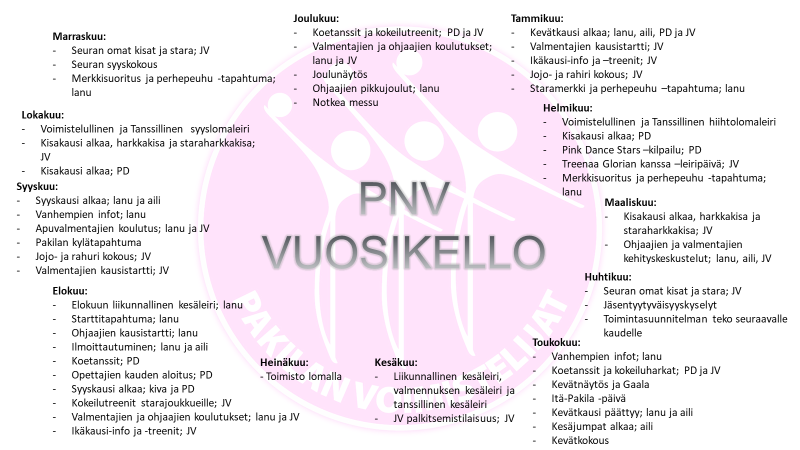 Joulukuu:
- Koetanssit ja kokeilutreenit; PD ja JV
- Valmentajien ja ohjaajien koulutukset;
lanu ja JV
- Joulunäytös
- Ohjaajien pikkujoulut; lanu
- Notkea messu
Tammikuu:
- Kevätkausi alkaa; lanu, aili, PD ja JV
- Valmentajien kausistartti; JV
- Ikäkausi-info ja –treenit; JV
- Jojo- ja rahiri kokous; JV
- Staramerkki ja perhepeuhu –tapahtuma; lanu
Helmikuu:
- Voimistelullinen ja Tanssillinen hiihtolomaleiri
- Kisakausi alkaa; PD
- Pink Dance Stars –kilpailu; PD
- Treenaa Glorian kanssa –leiripäivä; JV
- Merkkisuoritus ja perhepeuhu -tapahtuma;
lanu
Maaliskuu:
- Kisakausi alkaa, harkkakisa ja
staraharkkakisa; JV
- Ohjaajien ja valmentajien
kehityskeskustelut; lanu, aili, JV
Huhtikuu:
- Seuran omat kisat ja stara; JV
- Jäsentyytyväisyyskyselyt
- Toimintasuunnitelman teko seuraavalle
kaudelle
Toukokuu:
- Vanhempien infot; lanu
- Koetanssit ja kokeiluharkat; PD ja JV
- Kevätnäytös ja Gaala
- Itä-Pakila -päivä
- Kevätkausi päättyy; lanu ja aili
- Kesäjumpat alkaa; aili
- Kevätkokous
Kesäkuu:
- Liikunnallinen kesäleiri,
valmennuksen kesäleiri ja
tanssillinen kesäleiri
- JV palkitsemistilaisuus; JV
Heinäkuu:
- Toimisto lomalla
Elokuu:
- Elokuun liikunnallinen kesäleiri; lanu
- Starttitapahtuma; lanu
- Ohjaajien kausistartti; lanu
- Ilmoittautuminen; lanu ja aili
- Koetanssit; PD
- Opettajien kauden aloitus; PD
- Syyskausi alkaa; kiva ja PD
- Kokeilutreenit starajoukkueille; JV
- Valmentajien ja ohjaajien koulutukset; lanu ja JV
- Ikäkausi-info ja -treenit; JV
Syyskuu:
- Syyskausi alkaa; lanu ja aili
- Vanhempien infot; lanu
- Apuvalmentajien koulutus; lanu ja JV
- Pakilan kylätapahtuma
- Jojo- ja rahuri kokous; JV
- Valmentajien kausistartti; JV
Lokakuu:
- Voimistelullinen ja Tanssillinen syyslomaleiri
- Kisakausi alkaa, harkkakisa ja staraharkkakisa;
JV
- Kisakausi alkaa; PD
Marraskuu:
- Seuran omat kisat ja stara; JV
- Seuran syyskokous
- Merkkisuoritus ja perhepeuhu -tapahtuma;
lanu
PNV
VUOSIKELLO